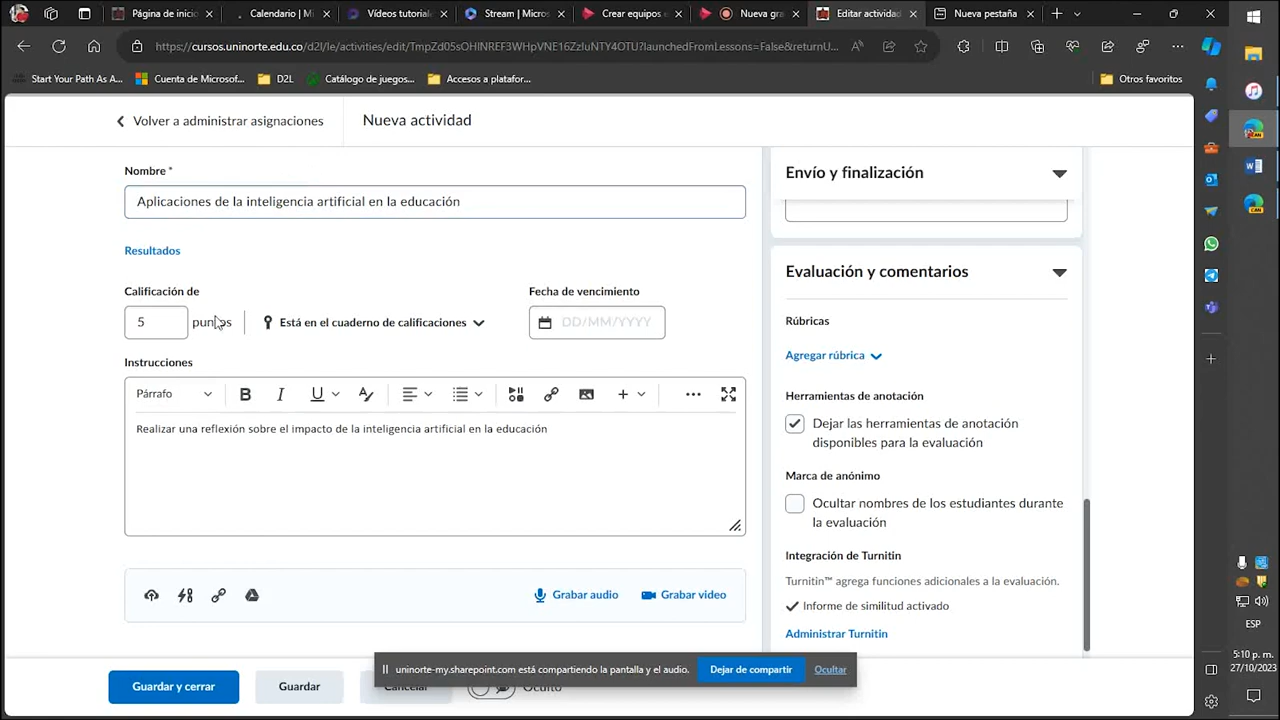 Página de inicio
Calendario | Mi
Vídeos tutoriale
Stream | Micros
Crear equipos e
Nueva gra
Editar actividad
Nueva pestaña
https://cursos.uninorte.edu.co/d2l/le/activities/edit/
?launchedFromLessons=False&returnU...
Start Your Path As A...
Cuenta de Microsof...
D2L
Catálogo de juegos...
Accesos a platafor...
Otros favoritos
Volver a administrar asignaciones
Nueva actividad
Nombre *
Aplicaciones de la inteligencia artificial en la educación
Resultados
Calificación de
Fecha de vencimiento
5 puntos
Está en el cuaderno de calificaciones
DD/MM/YYYY
Instrucciones
Párrafo
B I U
Realizar una reflexión sobre el impacto de la inteligencia artificial en la educación
Grabar audio
Grabar video
Envío y finalización
Evaluación y comentarios
Rúbricas
Agregar rúbrica
Herramientas de anotación
Dejar las herramientas de anotación
disponibles para la evaluación
Marca de anónimo
Ocultar nombres de los estudiantes durante
la evaluación
Integración de Turnitin
Turnitin™ agrega funciones adicionales a la evaluación.
Informe de similitud activado
Administrar Turnitin
Guardar y cerrar
Guardar
Cancelar
Oculto
uninorte-my.sharepoint.com está compartiendo la pantalla y el audio.
Dejar de compartir
Ocultar
ESP
5:10 p. m.
27/10/2023